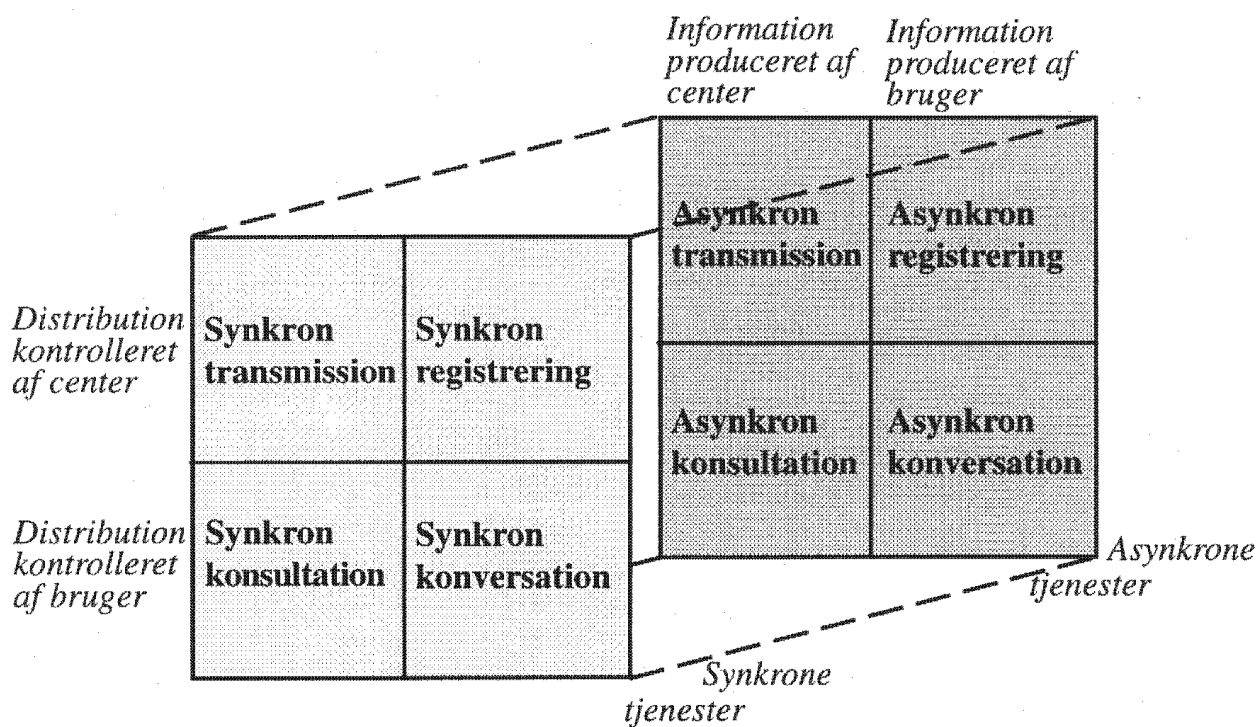 Information
produceret af
center
Information
produceret af
bruger
Asynkron
transmission
Asynkron
registrering
Distribution
kontrolleret
af center
Synkron
transmission
Synkron
registrering
Asynkron
konsultation
Asynkron
konversation
Distribution
kontrolleret
af bruger
Synkron
konsultation
Synkron
konversation
Asynkrone
tjenester
Synkrone
tjenester